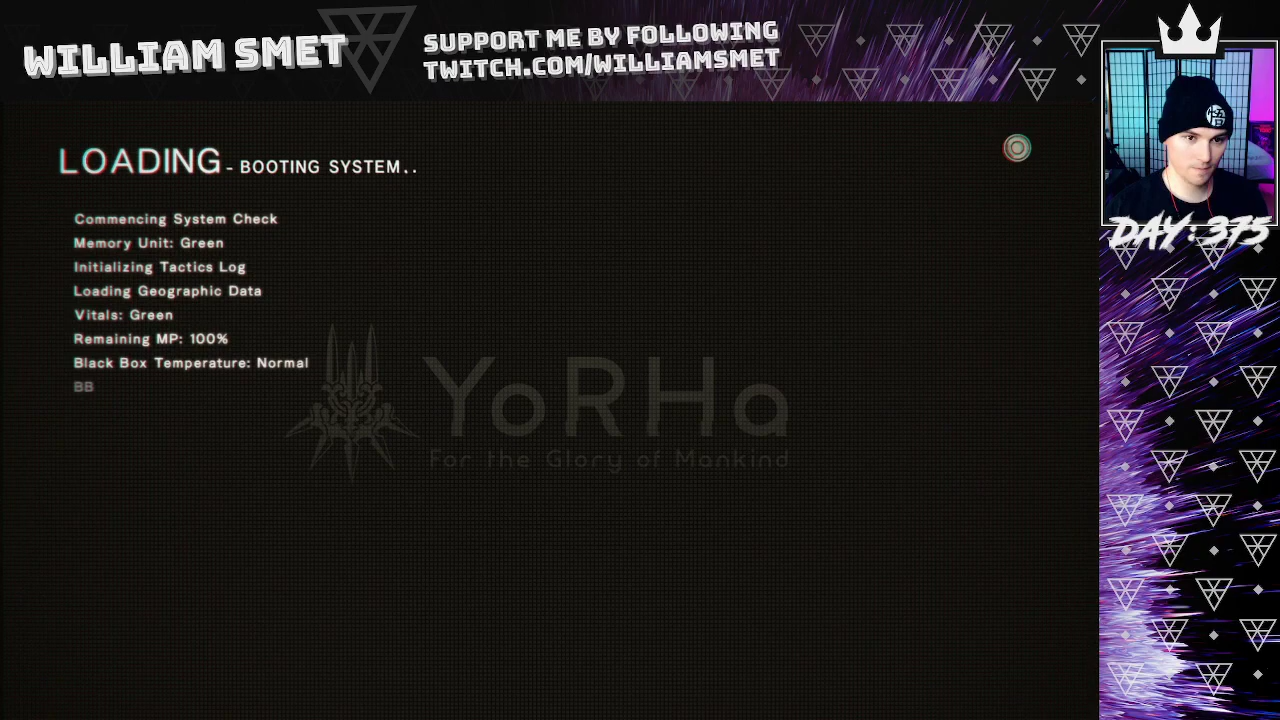 WILLIAM SMET
SUPPORT ME BY FOLLOWING
TWITCH.COM/WILLIAMSMET
LOADING - BOOTING SYSTEM..
Commencing System Check
Memory Unit: Green
Initializing Tactics Log
Loading Geographic Data
Vitals: Green
Remaining MP: 100%
Black Box Temperature: Normal
BB
YoRHa
For the Glory of Mankind
悟
DAY: 375